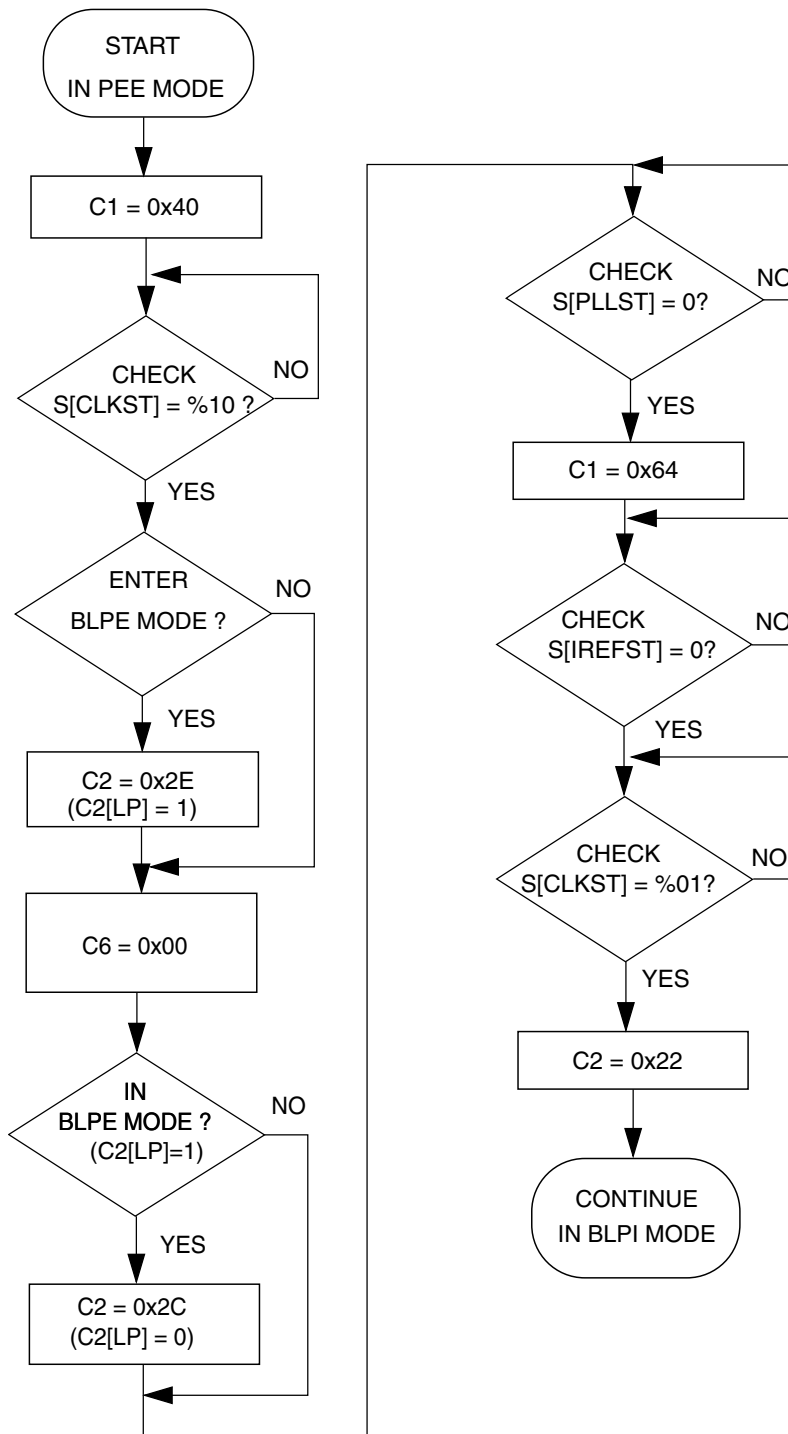 START
IN PEE MODE
C1 = 0x40
CHECK
S[CLKST] = %10 ?
NO
YES
ENTER
BLPE MODE ?
NO
YES
C2 = 0x2E
(C2[LP] = 1)
C6 = 0x00
IN
BLPE MODE ?
(C2[LP]=1)
NO
YES
C2 = 0x2C
(C2[LP] = 0)
CHECK
S[PLLST] = 0?
NO
YES
C1 = 0x64
CHECK
S[IREFST] = 0?
NO
YES
CHECK
S[CLKST] = %01?
NO
YES
C2 = 0x22
CONTINUE
IN BLPI MODE